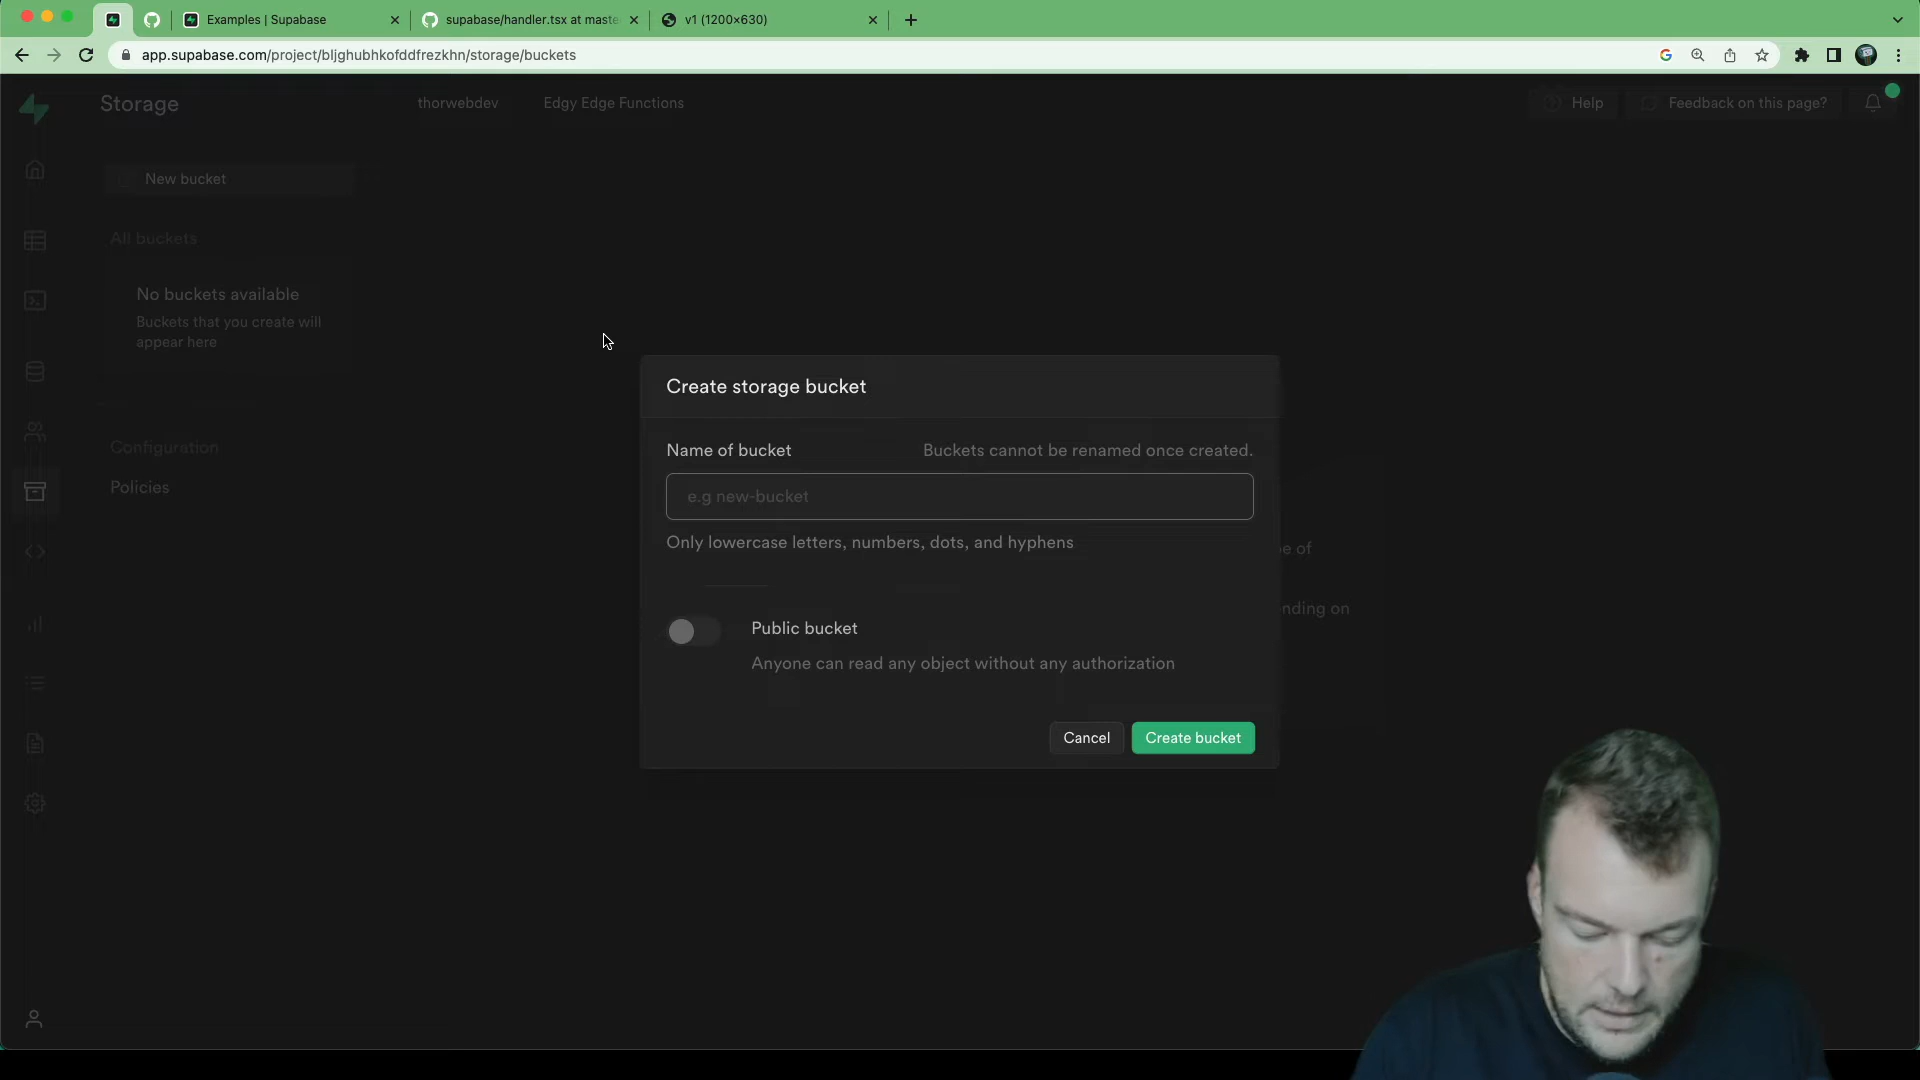 Examples | Supabase
supabase/handler.tsx at maste
v1 (1200×630)
app.supabase.com/project/bljghubhkofddfrezkhn/storage/buckets
Storage
thorwebdev
Edgy Edge Functions
Help
Feedback on this page?
New bucket
All buckets
No buckets available
Buckets that you create will
appear here
Configuration
Policies
Create storage bucket
Name of bucket
Buckets cannot be renamed once created.
e.g new-bucket
Only lowercase letters, numbers, dots, and hyphens
Public bucket
Anyone can read any object without any authorization
Cancel
Create bucket
e of
nding on